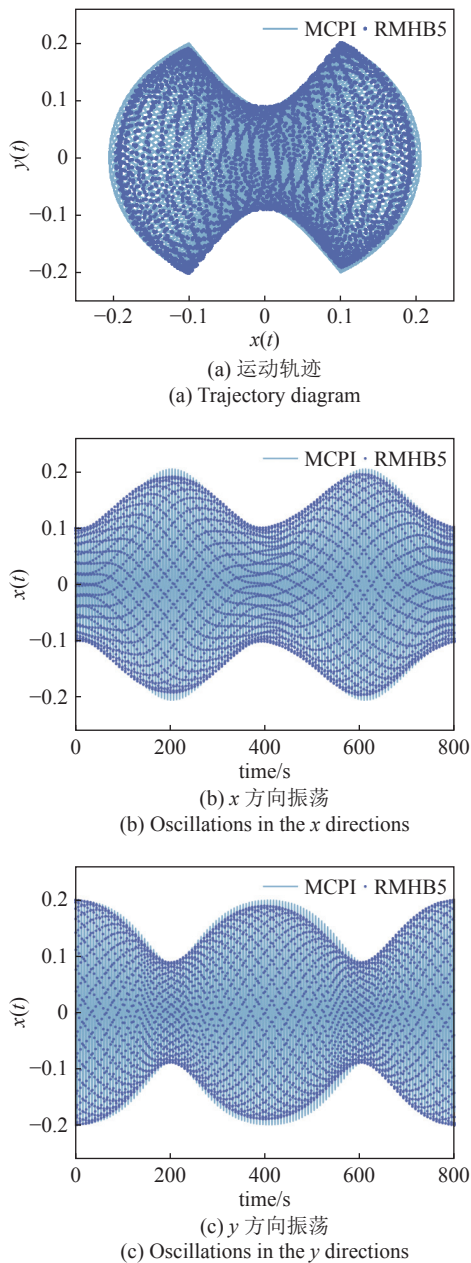 MCPI • RMHB5
0.2
0.1
0
−0.1
−0.2
y(t)
−0.2 −0.1 0 0.1 0.2
x(t)
(a) 运动轨迹
(a) Trajectory diagram
MCPI • RMHB5
0.2
0.1
0
−0.1
−0.2
x(t)
0 200 400 600 800
time/s
(b) x 方向振荡
(b) Oscillations in the x directions
MCPI • RMHB5
0.2
0.1
0
−0.1
−0.2
x(t)
0 200 400 600 800
time/s
(c) y 方向振荡
(c) Oscillations in the y directions